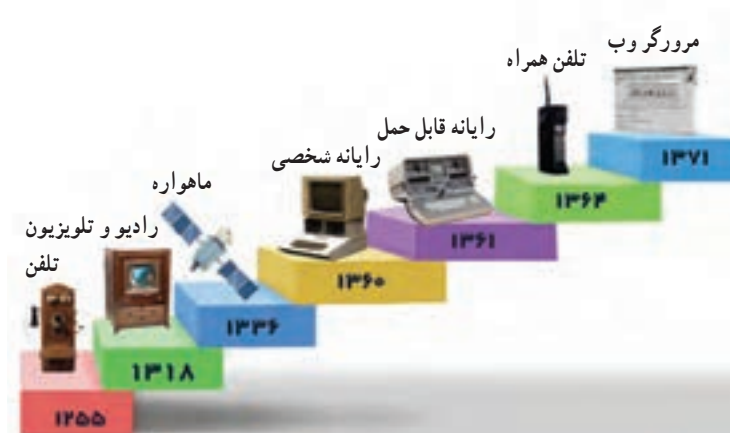 مرورگر وب
تلفن همراه
رایانه قابل حمل
رایانه شخصی
ماهواره
رادیو و تلویزیون
تلفن
۱۳۷۱
۱۳۶۴
۱۳۶۱
۱۳۶۰
۱۳۳۶
۱۳۱۸
۱۲۵۵